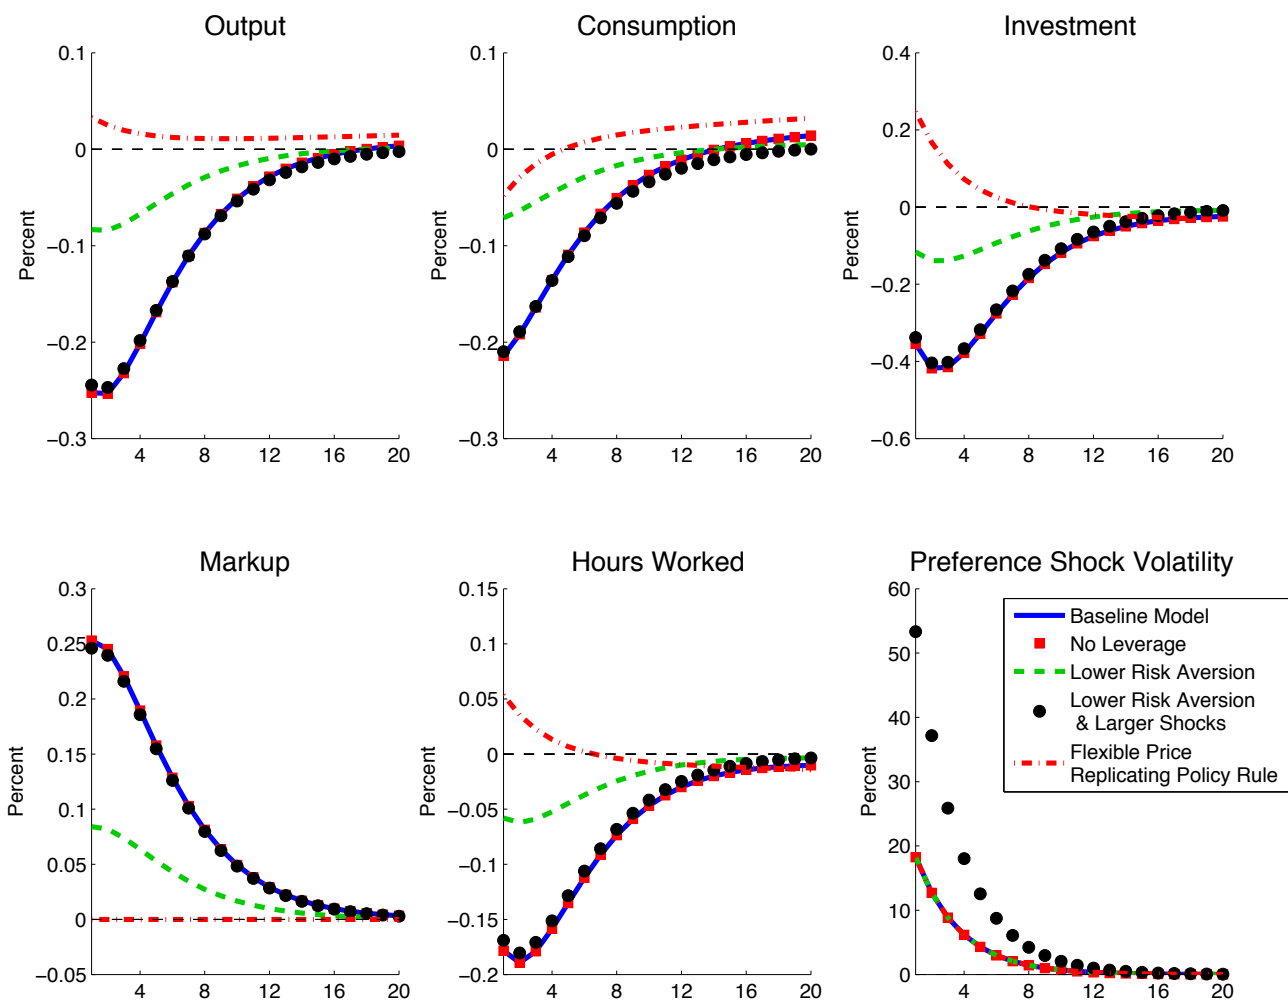 Output
Percent
0.1
0
−0.1
−0.2
−0.3
4 8 12 16 20
Consumption
0.1
0
−0.1
−0.2
−0.3
4 8 12 16 20
Investment
Percent
0.4
0.2
0
−0.2
−0.4
−0.6
4 8 12 16 20
Markup
Percent
0.3
0.25
0.2
0.15
0.1
0.05
0
−0.05
4 8 12 16 20
Hours Worked
Percent
0.15
0.1
0.05
0
−0.05
−0.1
−0.15
−0.2
4 8 12 16 20
Preference Shock Volatility
Percent
60
50
40
30
20
10
0
4 8 12 16 20
Baseline Model
No Leverage
Lower Risk Aversion
Lower Risk Aversion
& Larger Shocks
Flexible Price
Replicating Policy Rule